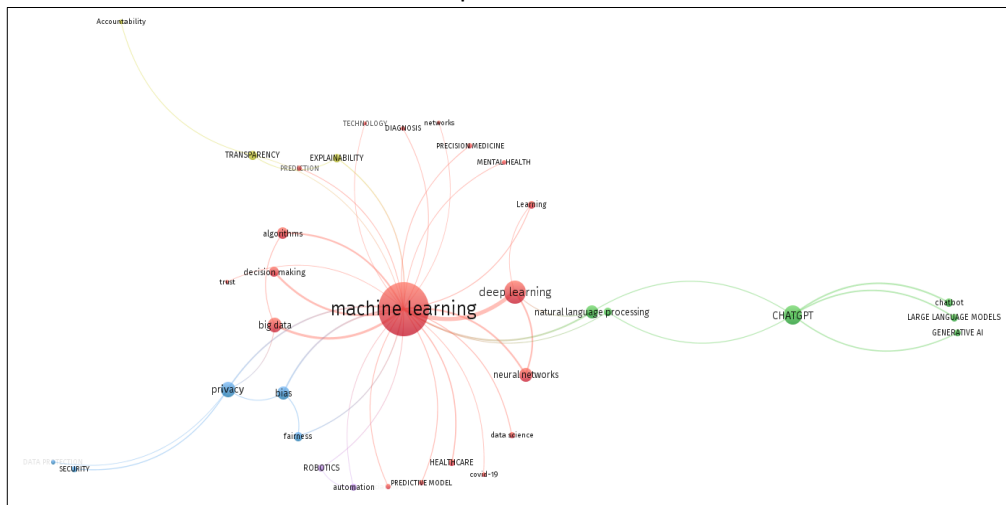 Accountability
TECHNOLOGY
networks
DIAGNOSIS
PRECISION MEDICINE
TRANSPARENCY
EXPLAINABILITY
MENTAL HEALTH
PREDICTION
Learning
algorithms
decision making
trust
deep learning
chatbot
machine learning
natural language processing
CHATGPT
LARGE LANGUAGE MODELS
big data
GENERATIVE AI
neural networks
privacy
bias
fairness
data science
DATA PROTECTION
SECURITY
ROBOTICS
HEALTHCARE
covid-19
automation
PREDICTIVE MODEL